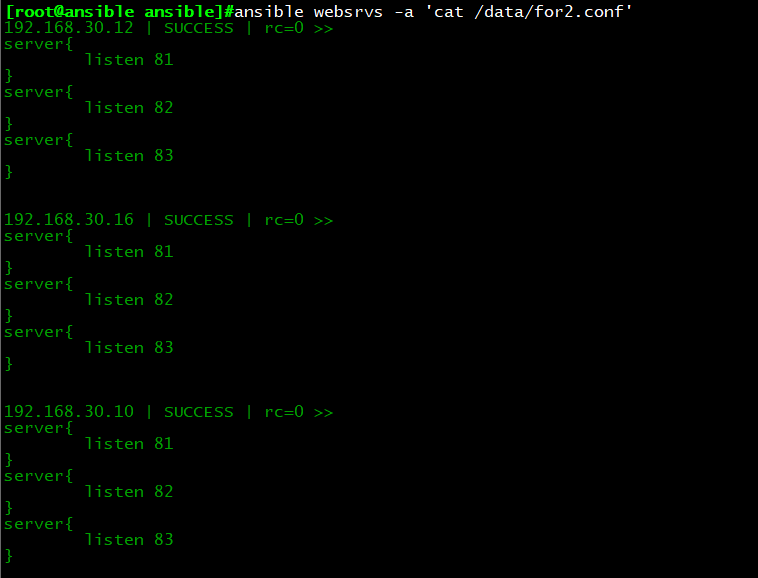 [root@ansible ansible]#ansible websrvs -a 'cat /data/for2.conf'
192.168.30.12 | SUCCESS | rc=0 >>
server{
        listen 81
}
server{
        listen 82
}
server{
        listen 83
}

192.168.30.16 | SUCCESS | rc=0 >>
server{
        listen 81
}
server{
        listen 82
}
server{
        listen 83
}

192.168.30.10 | SUCCESS | rc=0 >>
server{
        listen 81
}
server{
        listen 82
}
server{
        listen 83
}